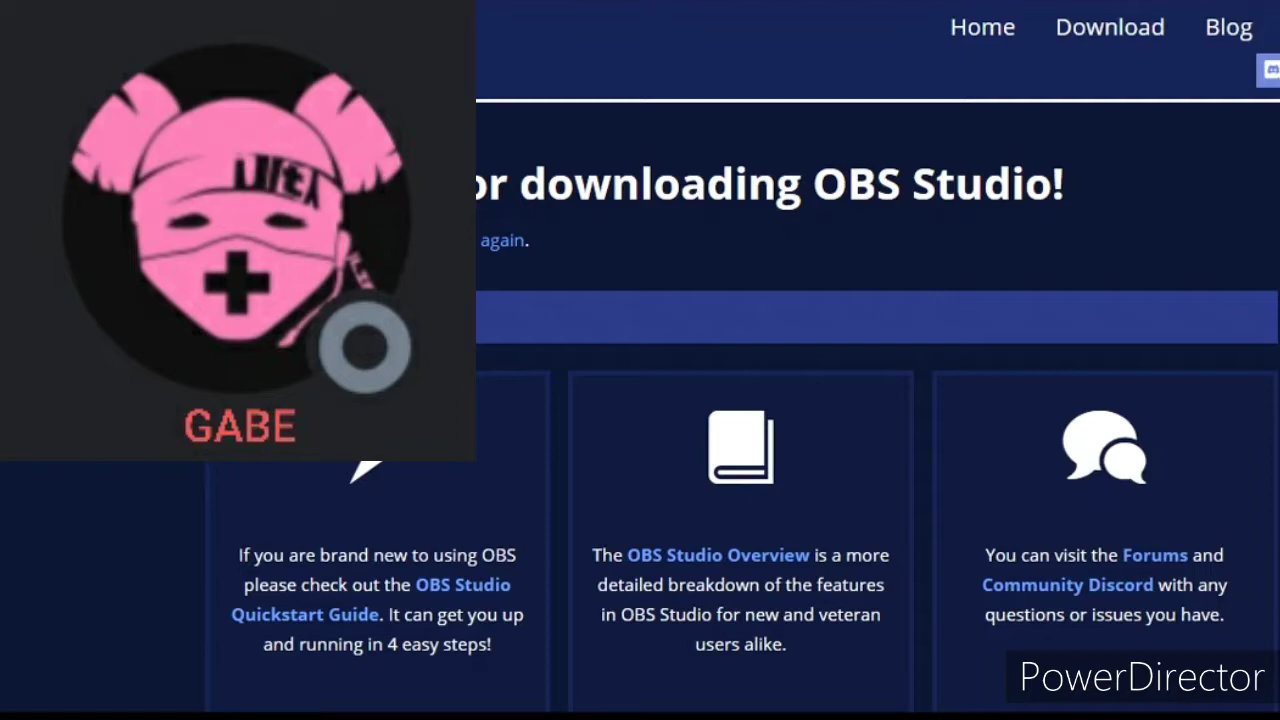 Home Download Blog
or downloading OBS Studio!
again.
GABE
If you are brand new to using OBS
please check out the OBS Studio
Quickstart Guide. It can get you up
and running in 4 easy steps!
The OBS Studio Overview is a more
detailed breakdown of the features
in OBS Studio for new and veteran
users alike.
You can visit the Forums and
Community Discord with any
questions or issues you have.
PowerDirector